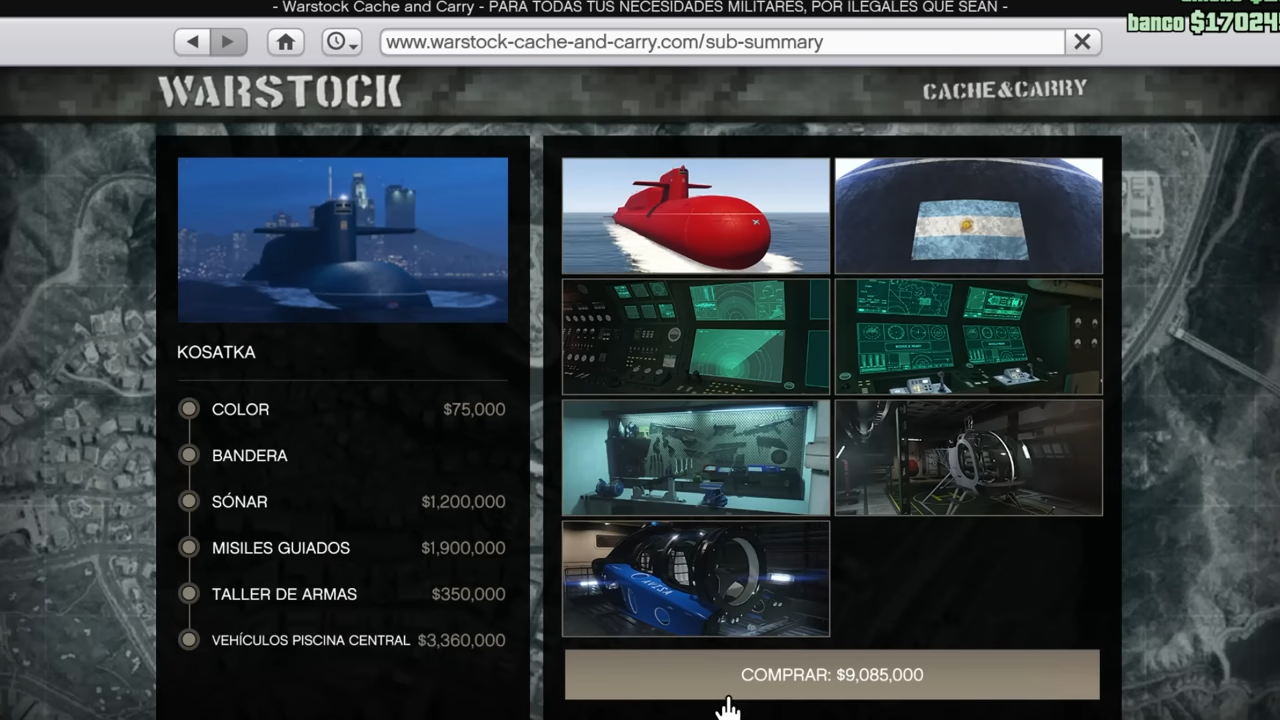 - Warstock Cache and Carry - PARA TODAS TUS NECESIDADES MILITARES, POR ILEGALES QUE SEAN -
banco $17024
www.warstock-cache-and-carry.com/sub-summary
WARSTOCK
CACHE&CARRY
KOSATKA
COLOR $75,000
BANDERA
SÓNAR $1,200,000
MISILES GUIADOS $1,900,000
TALLER DE ARMAS $350,000
VEHÍCULOS PISCINA CENTRAL $3,360,000
COMPRAR: $9,085,000